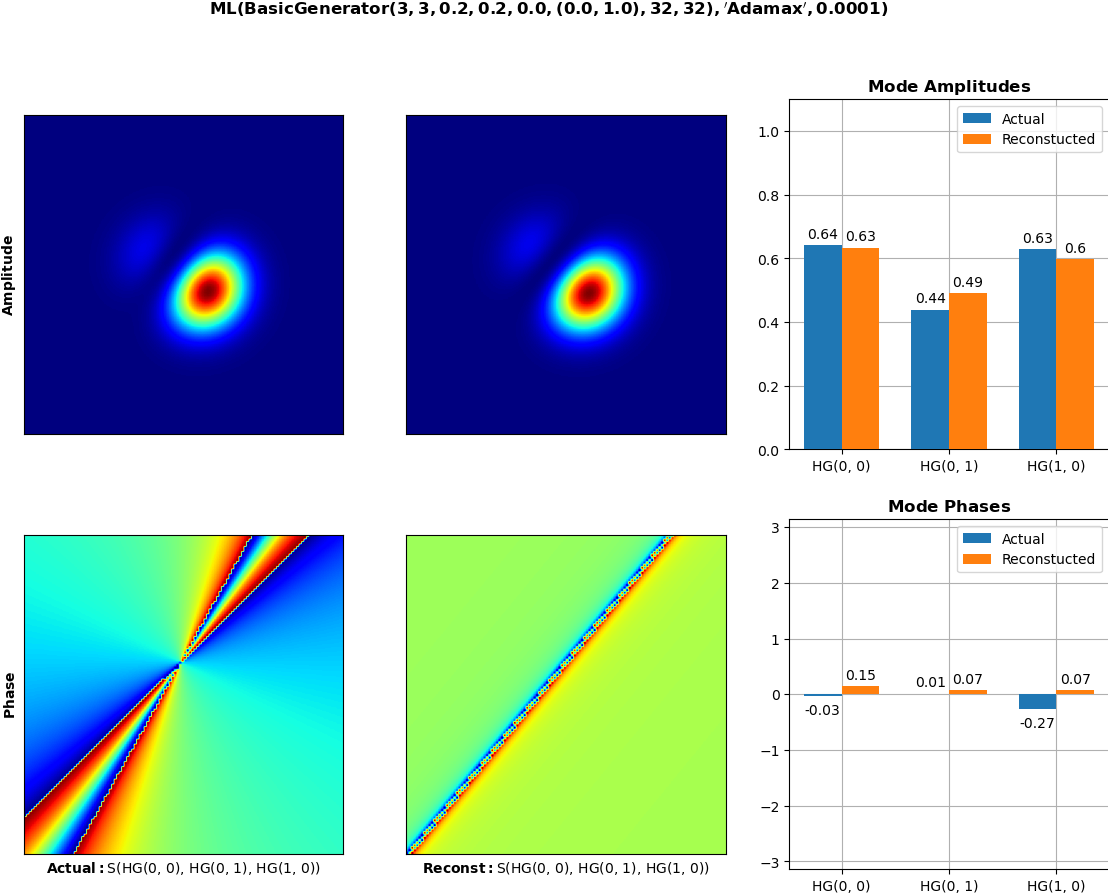 ML(BasicGenerator(3, 3, 0.2, 0.2, 0.0, (0.0, 1.0), 32, 32), ′Adamax′, 0.0001)
Amplitude
Mode Amplitudes
Actual
Reconstucted
1.0
0.8
0.6
0.4
0.2
0.0
0.64 0.63
0.44 0.49
0.63 0.6
HG(0, 0) HG(0, 1) HG(1, 0)
Phase
Actual: S(HG(0, 0), HG(0, 1), HG(1, 0))
Reconst: S(HG(0, 0), HG(0, 1), HG(1, 0))
Mode Phases
Actual
Reconstucted
3
2
1
0
−1
−2
−3
-0.03 0.15
0.01 0.07
-0.27 0.07
HG(0, 0) HG(0, 1) HG(1, 0)